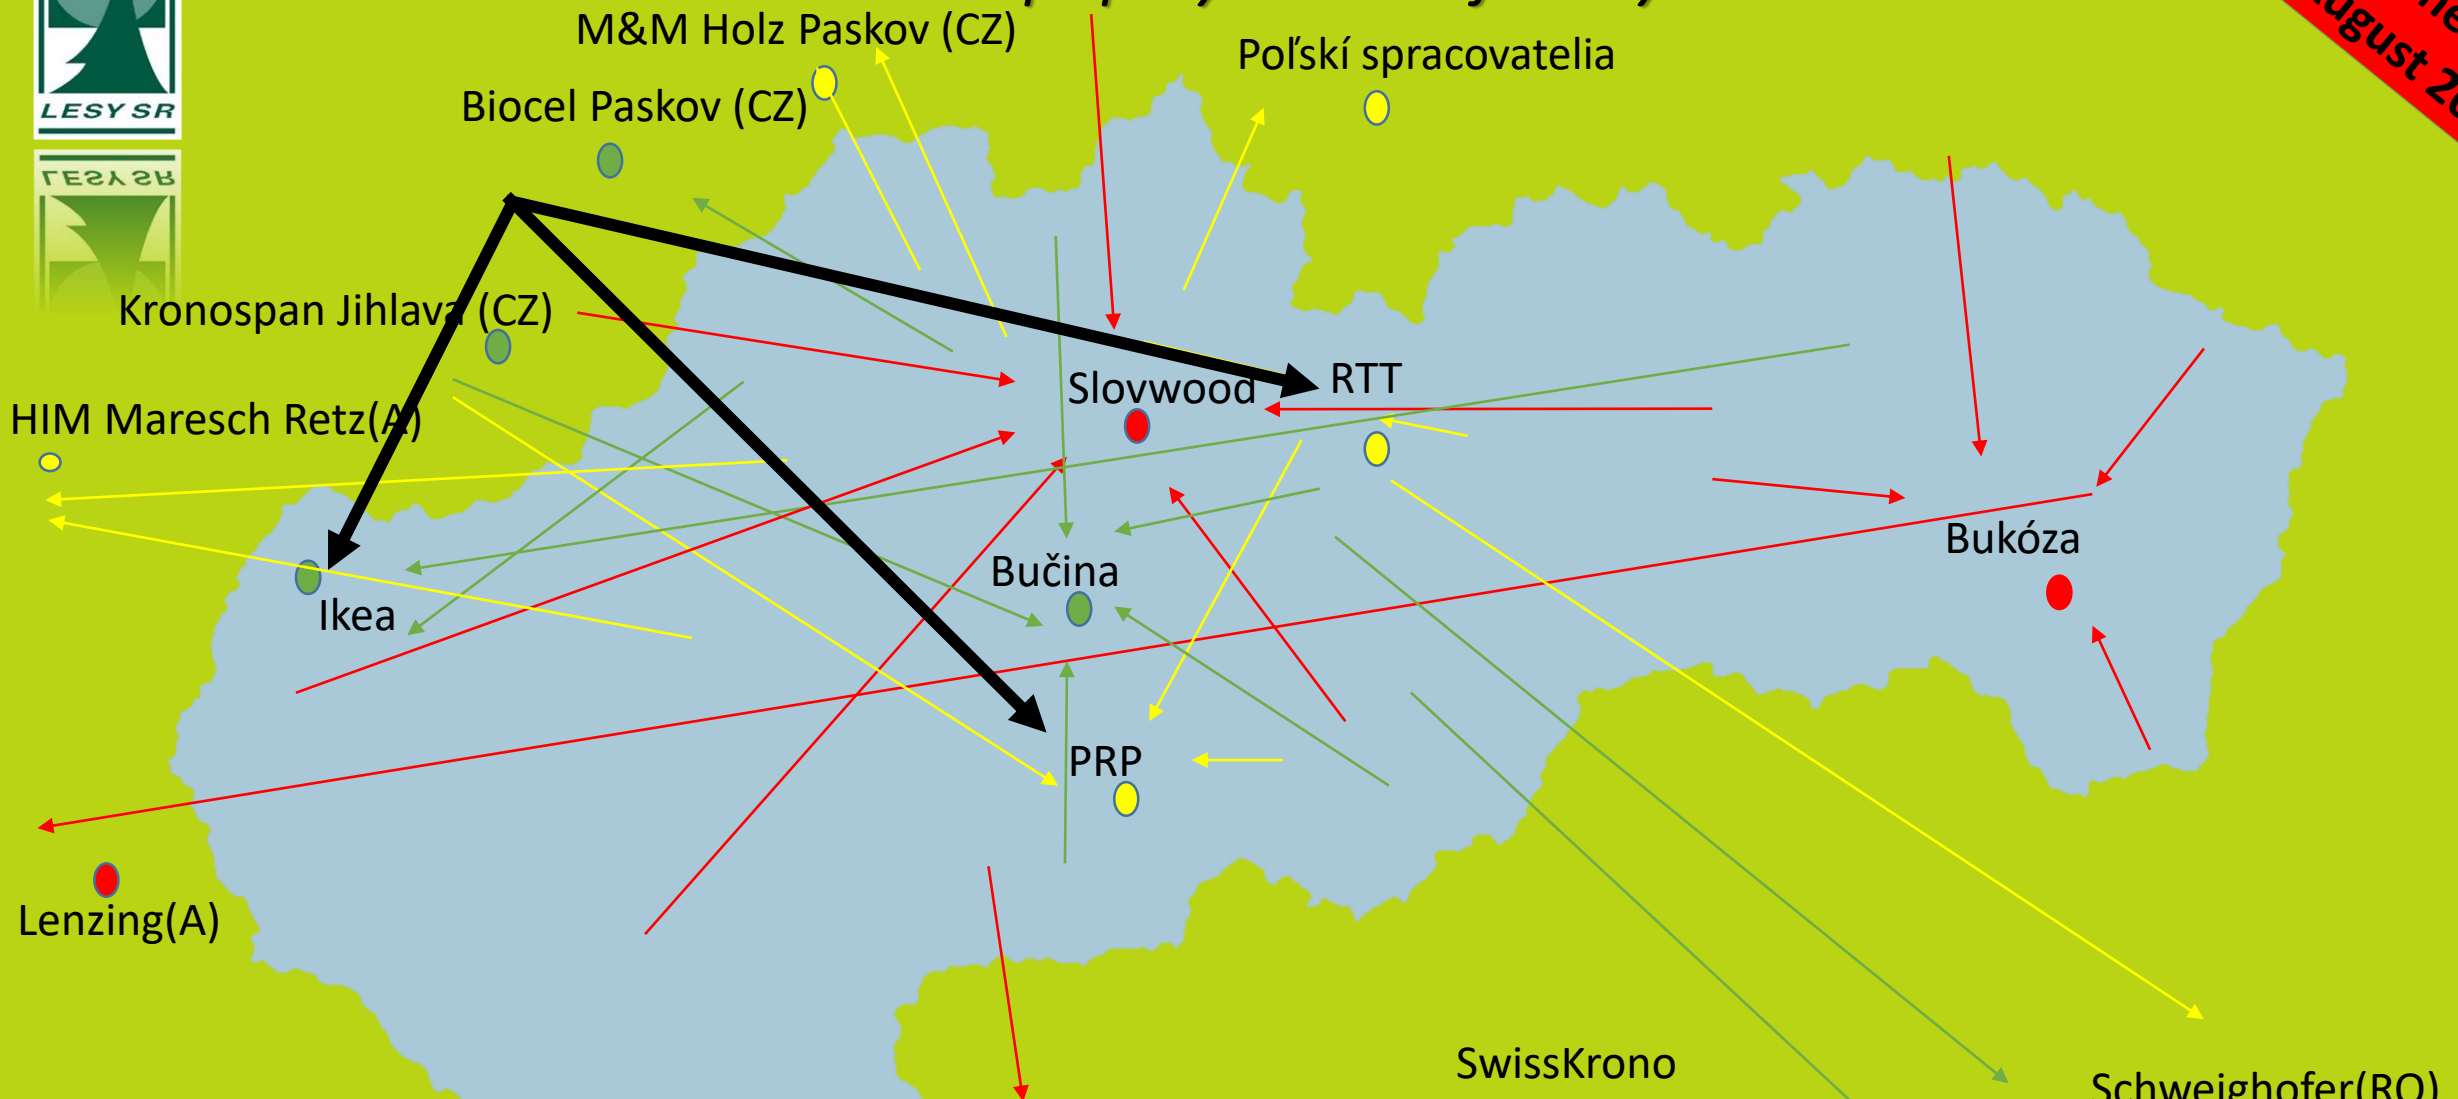 M&M Holz Paskov (CZ)
Poľskí spracovatelia
August
LESY SR
Biocel Paskov (CZ)
LESY SR
Kronospan Jihlava (CZ)
RTT
Slovwood
HIM Maresch Retz(A)
Bukóza
Bučina
Ikea
PRP
Lenzing(A)
SwissKrono
Schweighofer(RO)